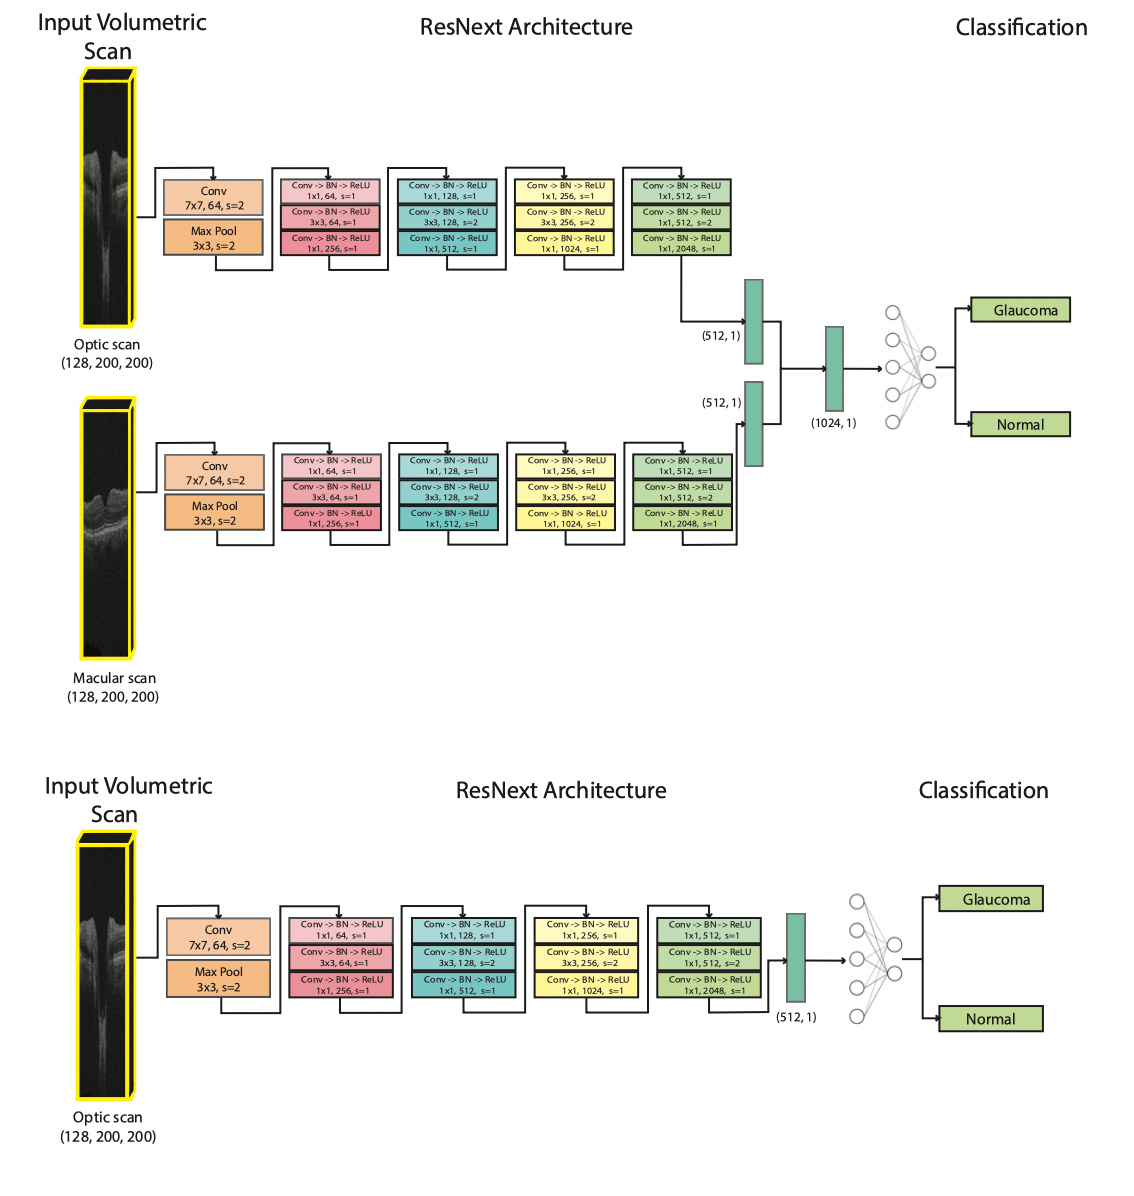 Input Volumetric
Scan
ResNext Architecture
Classification
Conv
7x7, 64, s=2
Max Pool
3x3, s=2
Conv -> BN -> ReLU
1x1, 64, s=1
Conv -> BN -> ReLU
3x3, 64, s=1
Conv -> BN -> ReLU
1x1, 256, s=1
Conv -> BN -> ReLU
1x1, 128, s=1
Conv -> BN -> ReLU
3x3, 128, s=2
Conv -> BN -> ReLU
1x1, 512, s=1
Conv -> BN -> ReLU
1x1, 256, s=1
Conv -> BN -> ReLU
3x3, 256, s=2
Conv -> BN -> ReLU
1x1, 1024, s=1
Conv -> BN -> ReLU
1x1, 512, s=1
Conv -> BN -> ReLU
1x1, 512, s=2
Conv -> BN -> ReLU
1x1, 2048, s=1
(512, 1)
Optic scan
(128, 200, 200)
Glaucoma
(512, 1)
(1024, 1)
Normal
Conv
7x7, 64, s=2
Max Pool
3x3, s=2
Conv -> BN -> ReLU
1x1, 64, s=1
Conv -> BN -> ReLU
3x3, 64, s=1
Conv -> BN -> ReLU
1x1, 256, s=1
Conv -> BN -> ReLU
1x1, 128, s=1
Conv -> BN -> ReLU
3x3, 128, s=2
Conv -> BN -> ReLU
1x1, 512, s=1
Conv -> BN -> ReLU
1x1, 256, s=1
Conv -> BN -> ReLU
3x3, 256, s=2
Conv -> BN -> ReLU
1x1, 1024, s=1
Conv -> BN -> ReLU
1x1, 512, s=1
Conv -> BN -> ReLU
1x1, 512, s=2
Conv -> BN -> ReLU
1x1, 2048, s=1
Macular scan
(128, 200, 200)
Input Volumetric
Scan
ResNext Architecture
Classification
Conv
7x7, 64, s=2
Max Pool
3x3, s=2
Conv -> BN -> ReLU
1x1, 64, s=1
Conv -> BN -> ReLU
3x3, 64, s=1
Conv -> BN -> ReLU
1x1, 256, s=1
Conv -> BN -> ReLU
1x1, 128, s=1
Conv -> BN -> ReLU
3x3, 128, s=2
Conv -> BN -> ReLU
1x1, 512, s=1
Conv -> BN -> ReLU
1x1, 256, s=1
Conv -> BN -> ReLU
3x3, 256, s=2
Conv -> BN -> ReLU
1x1, 1024, s=1
Conv -> BN -> ReLU
1x1, 512, s=1
Conv -> BN -> ReLU
1x1, 512, s=2
Conv -> BN -> ReLU
1x1, 2048, s=1
(512, 1)
Glaucoma
Normal
Optic scan
(128, 200, 200)